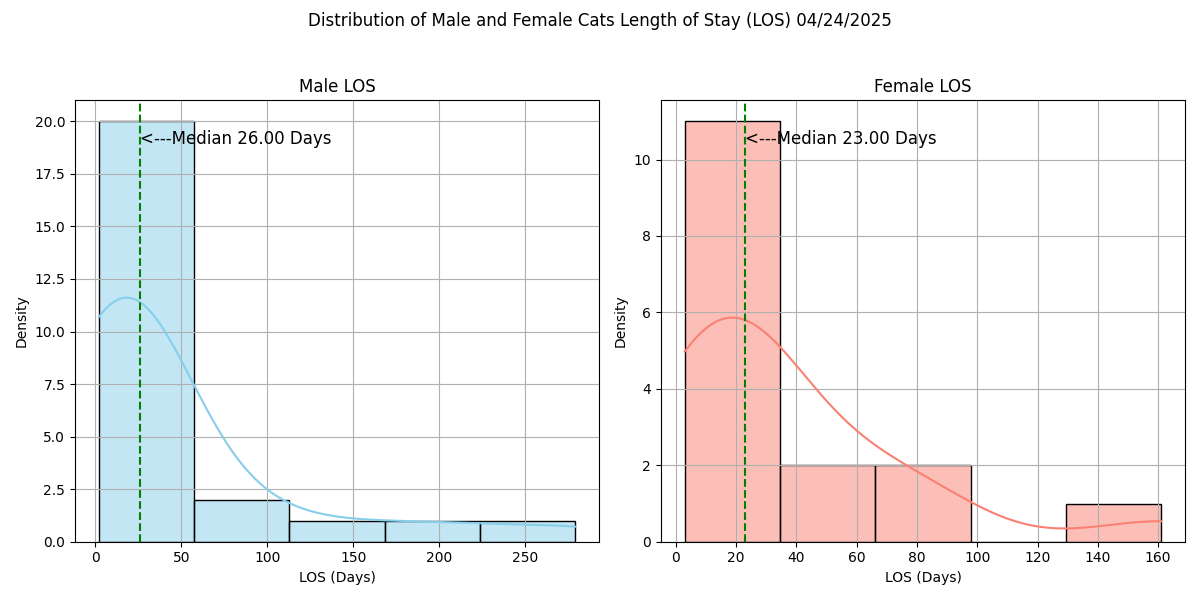 Distribution of Male and Female Cats Length of Stay (LOS) 04/24/2025
Male LOS
20.0
17.5
15.0
12.5
10.0
7.5
5.0
2.5
0.0
Density
<---Median 26.00 Days
0 50 100 150 200 250
LOS (Days)
Female LOS
10
8
6
4
2
0
Density
<---Median 23.00 Days
0 20 40 60 80 100 120 140 160
LOS (Days)